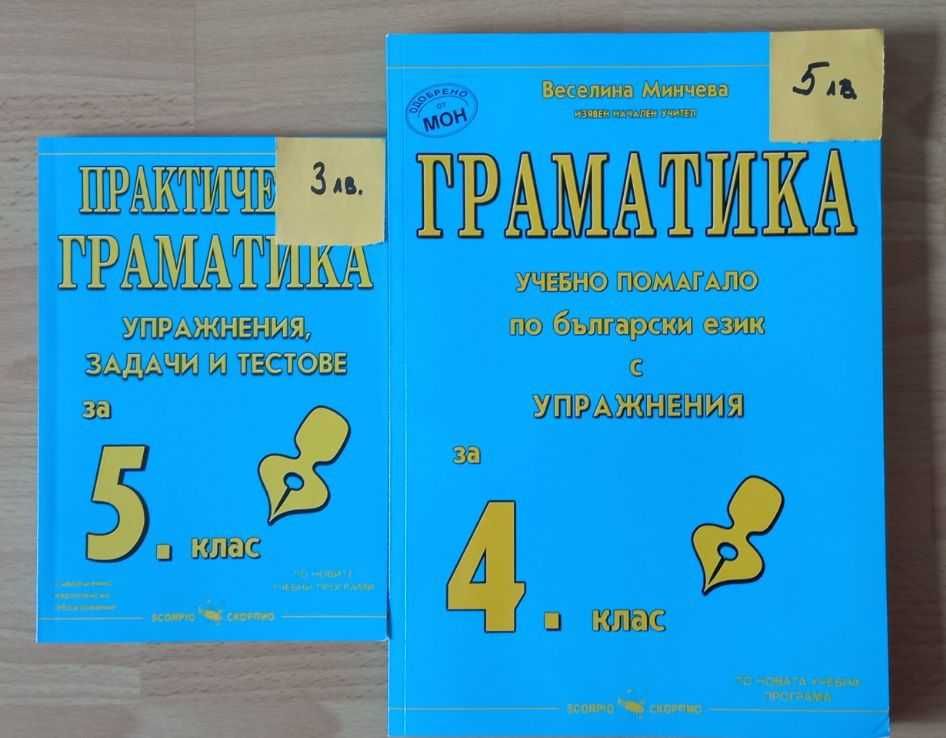 3 лв.
ПРАКТИЧЕ
ГРАМАТИКА
УПРАЖНЕНИЯ,
ЗАДАЧИ И ТЕСТОВЕ
за
5. клас
ПО НОВИТЕ
УЧЕБНИ ПРОГРАМИ
SCORPIO СКОРПИО
5 лв.
Веселина Минчева
ИЗЯВЕН НАЧАЛЕН УЧИТЕЛ
ОДОБРЕНО
ОТ
МОН
ГРАМАТИКА
УЧЕБНО ПОМАГАЛО
по български език
с
УПРАЖНЕНИЯ
за
4. клас
ПО НОВАТА УЧЕБНА
ПРОГРАМА
SCORPIO СКОРПИО